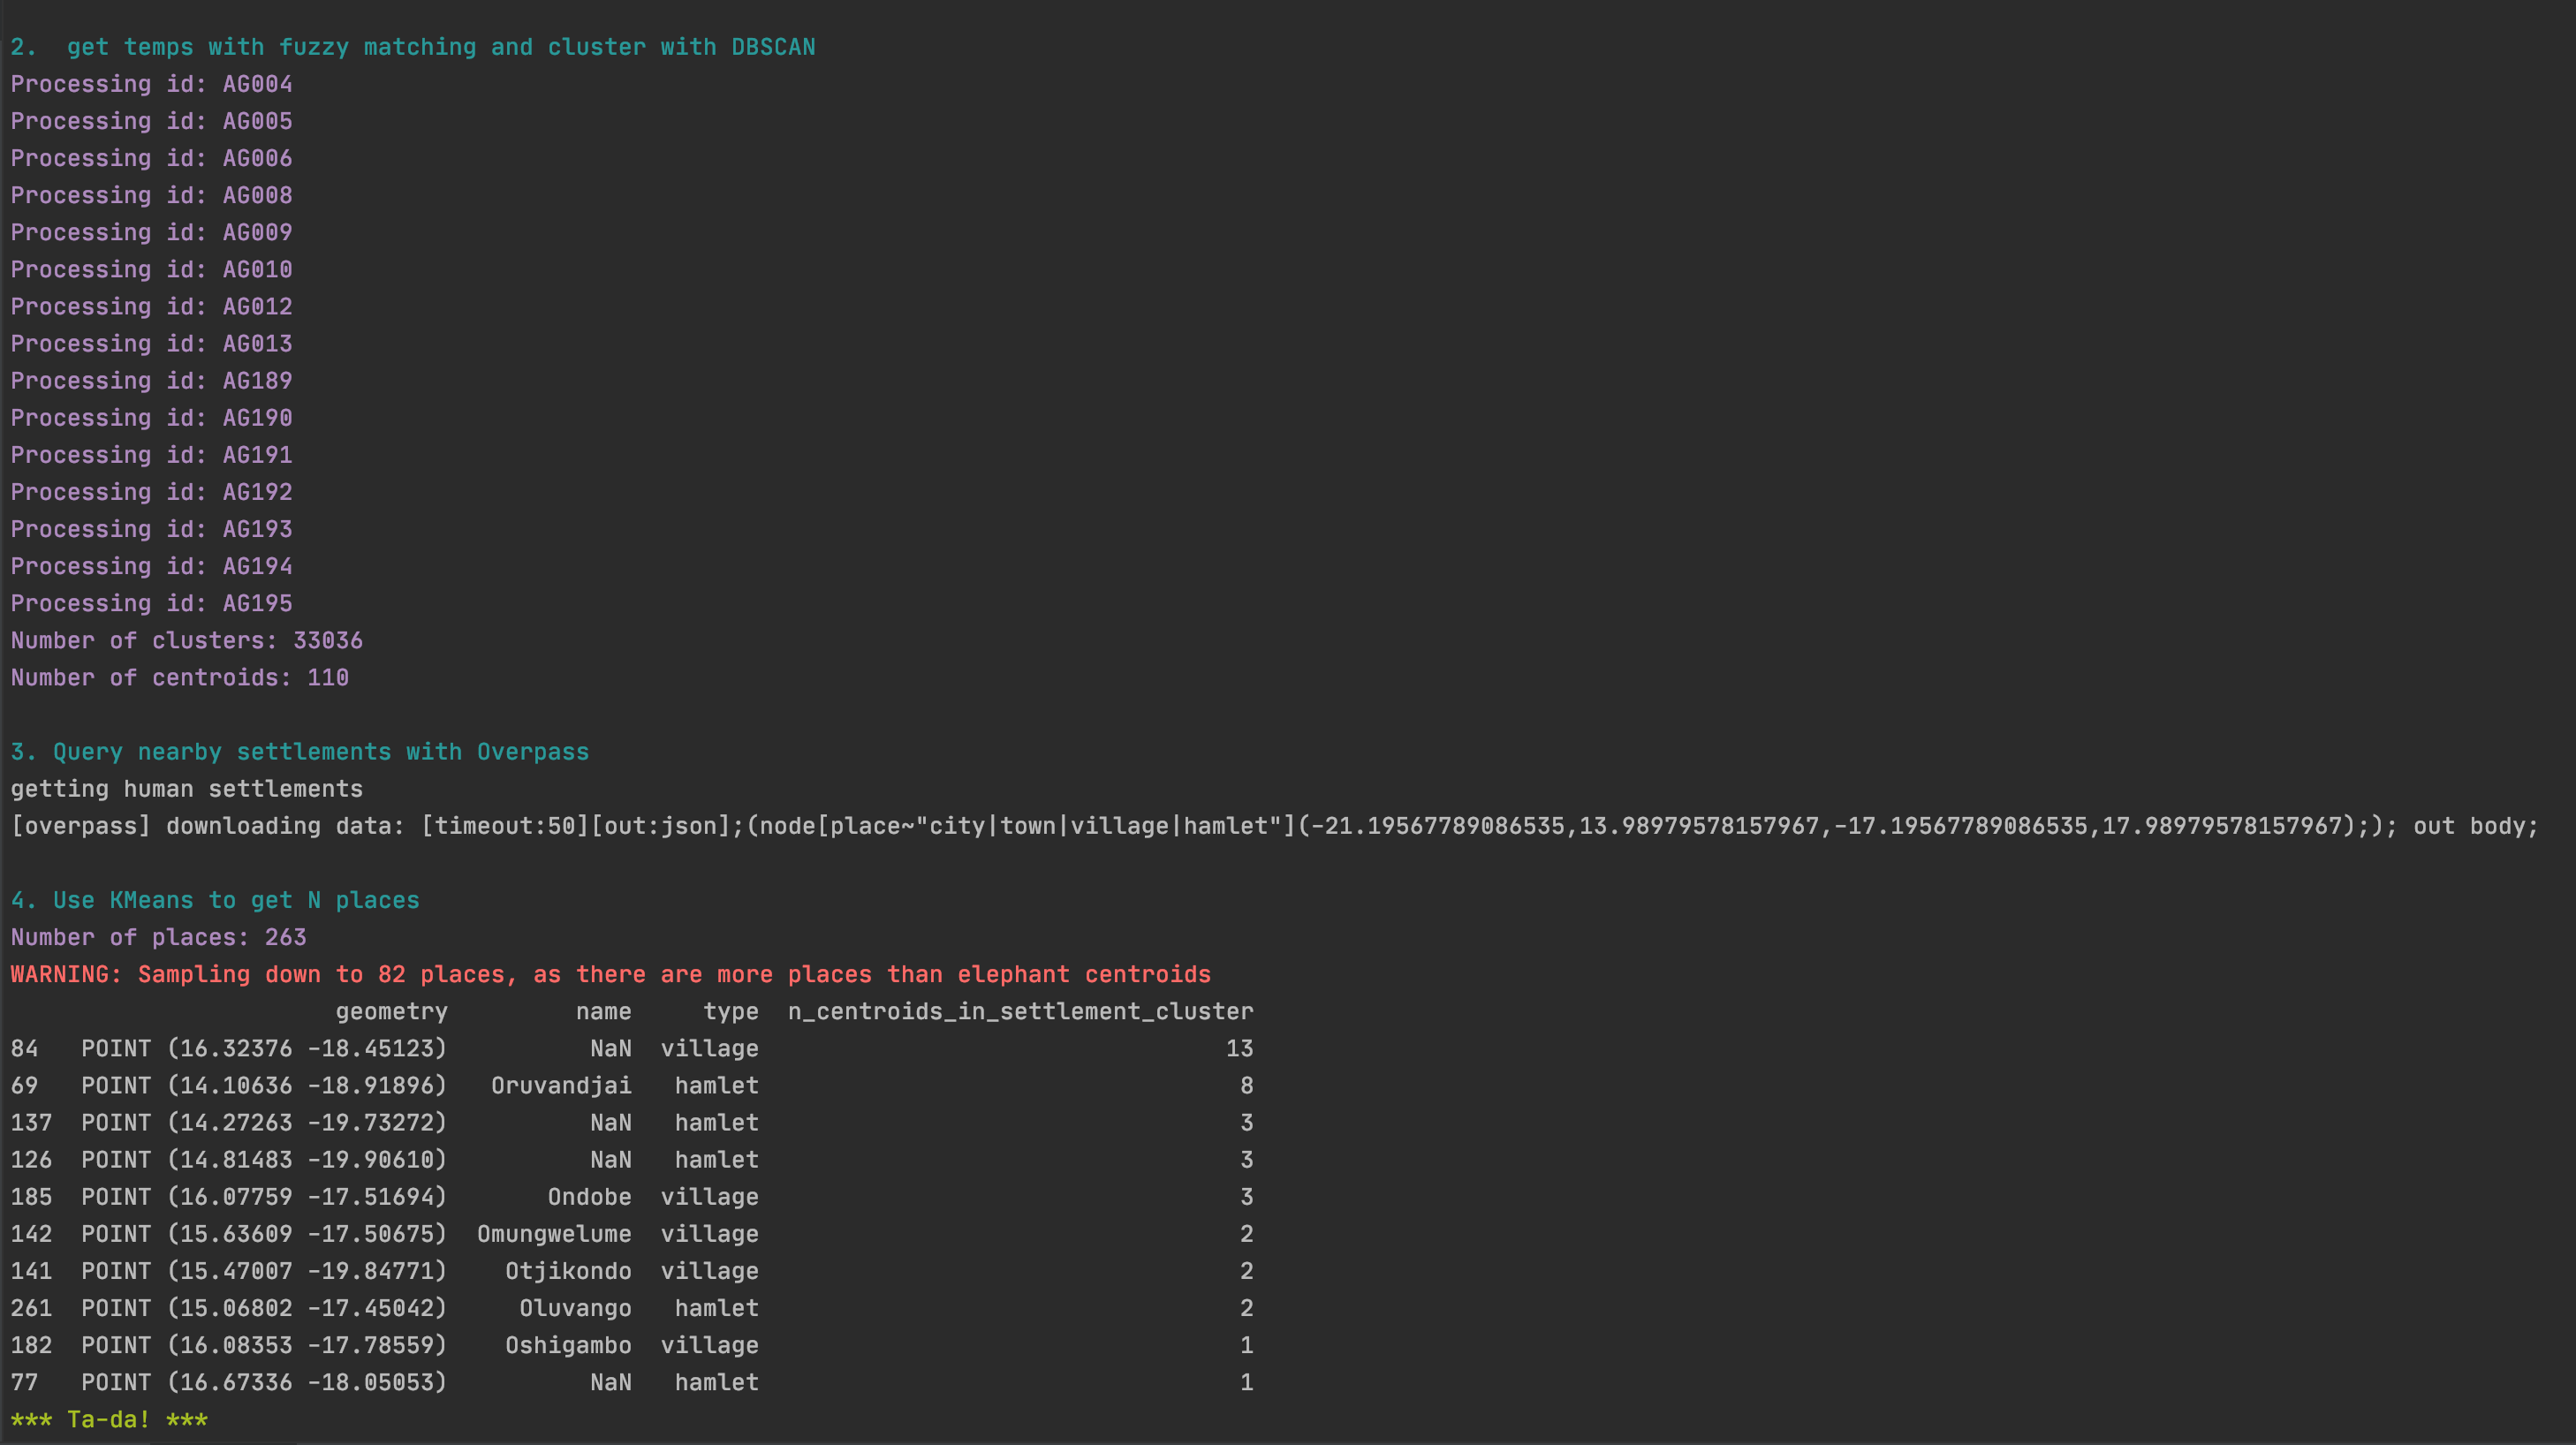 2.  get temps with fuzzy matching and cluster with DBSCAN
Processing id: AG004
Processing id: AG005
Processing id: AG006
Processing id: AG008
Processing id: AG009
Processing id: AG010
Processing id: AG012
Processing id: AG013
Processing id: AG189
Processing id: AG190
Processing id: AG191
Processing id: AG192
Processing id: AG193
Processing id: AG194
Processing id: AG195
Number of clusters: 33036
Number of centroids: 110
3. Query nearby settlements with Overpass
getting human settlements
[overpass] downloading data: [timeout:50][out:json];(node[place~"city|town|village|hamlet"](-21.19567789086535,13.98979578157967,-17.19567789086535,17.98979578157967);); out body;
4. Use KMeans to get N places
Number of places: 263
WARNING: Sampling down to 82 places, as there are more places than elephant centroids
geometry name type n_centroids_in_settlement_cluster
84 POINT (16.32376 -18.45123) NaN village 13
69 POINT (14.10636 -18.91896) Oruvandjai hamlet 8
137 POINT (14.27263 -19.73272) NaN hamlet 3
126 POINT (14.81483 -19.90610) NaN hamlet 3
185 POINT (16.07759 -17.51694) Ondobe village 3
142 POINT (15.63609 -17.50675) Omungwelume village 2
141 POINT (15.47007 -19.84771) Otjikondo village 2
261 POINT (15.06802 -17.45042) Oluvango hamlet 2
182 POINT (16.08353 -17.78559) Oshigambo village 1
77 POINT (16.67336 -18.05053) NaN hamlet 1
*** Ta-da! ***